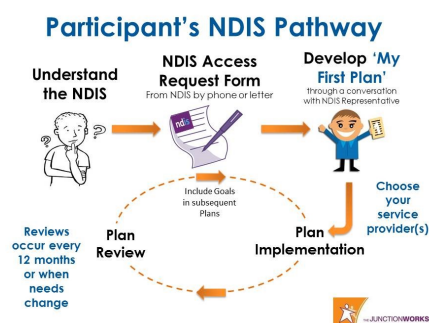 Participant's NDIS Pathway
Understand
the NDIS
NDIS Access
Request Form
From NDIS by phone or letter
Develop 'My
First Plan'
through a conversation
with NDIS Representative
?
?
ndis
Include Goals
in subsequent
Plans
Choose
your
service
provider(s)
Plan
Implementation
Plan
Review
Reviews
occur every
12 months
or when
needs
change
THE JUNCTIONWORKS